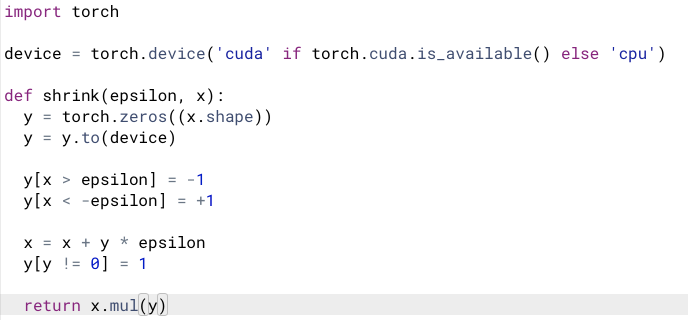 import torch
device = torch.device('cuda' if torch.cuda.is_available() else 'cpu')
def shrink(epsilon, x):
  y = torch.zeros((x.shape))
  y = y.to(device)
  y[x > epsilon] = -1
  y[x < -epsilon] = +1
  x = x + y * epsilon
  y[y != 0] = 1
  return x.mul(y)